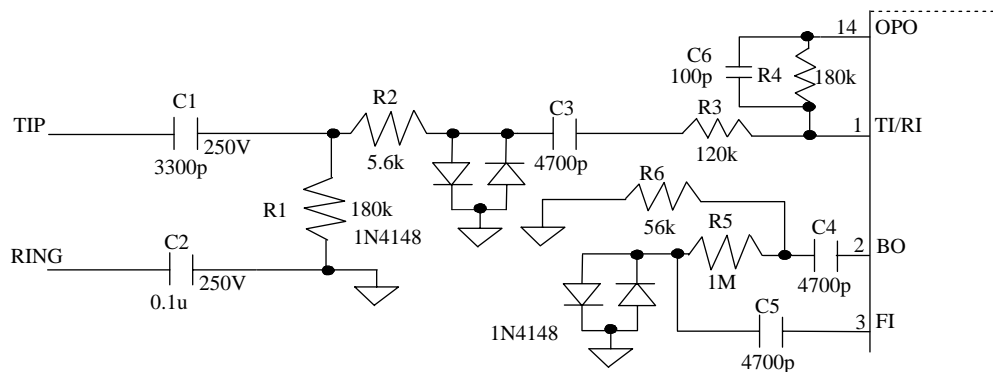 14 OPO
C6
100p R4 180k
C1 R2 C3 R3
TIP 1 TI/RI
250V 5.6k 4700p 120k
3300p
R6
R1 180k 56k R5 C4
1N4148
RING C2 2 BO
250V 1M 4700p
0.1u
C5 3 FI
1N4148
4700p